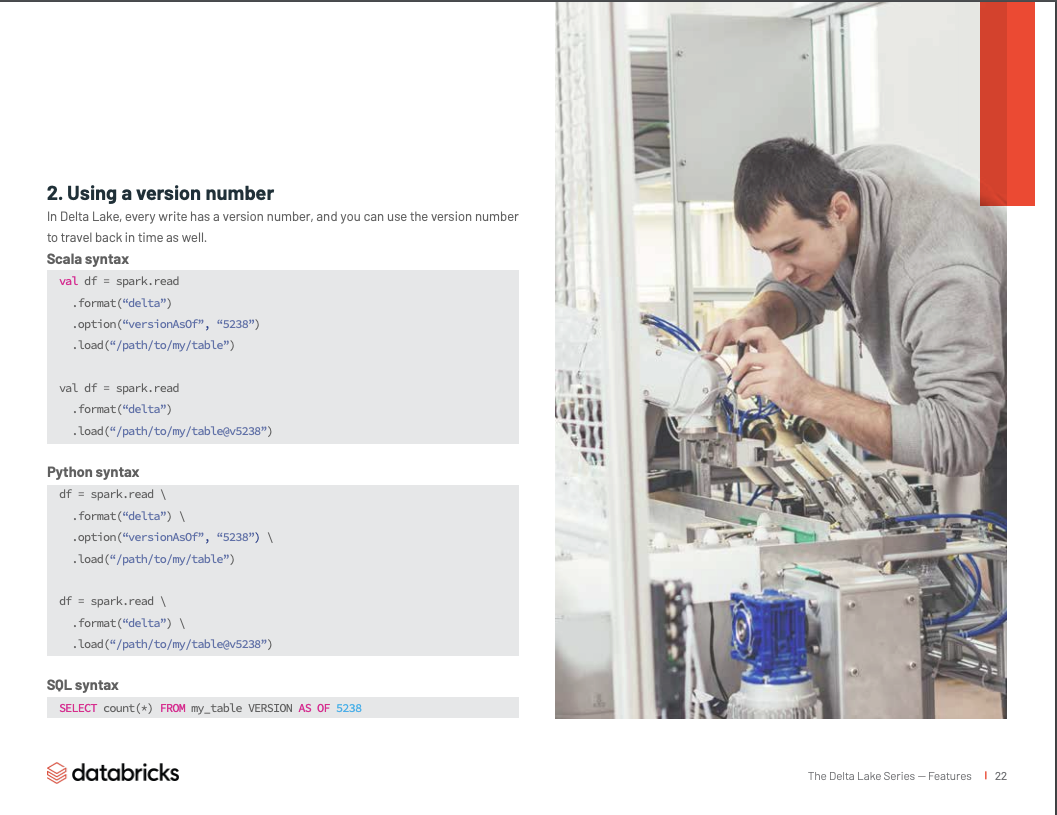 2. Using a version number
In Delta Lake, every write has a version number, and you can use the version number
to travel back in time as well.
Scala syntax
val df = spark.read
  .format(“delta”)
  .option(“versionAsOf”, “5238”)
  .load(“/path/to/my/table”)

val df = spark.read
  .format(“delta”)
  .load(“/path/to/my/table@v5238”)
Python syntax
df = spark.read \
  .format(“delta”) \
  .option(“versionAsOf”, “5238”) \
  .load(“/path/to/my/table”)

df = spark.read \
  .format(“delta”) \
  .load(“/path/to/my/table@v5238”)
SQL syntax
SELECT count(*) FROM my_table VERSION AS OF 5238
databricks
The Delta Lake Series — Features | 22